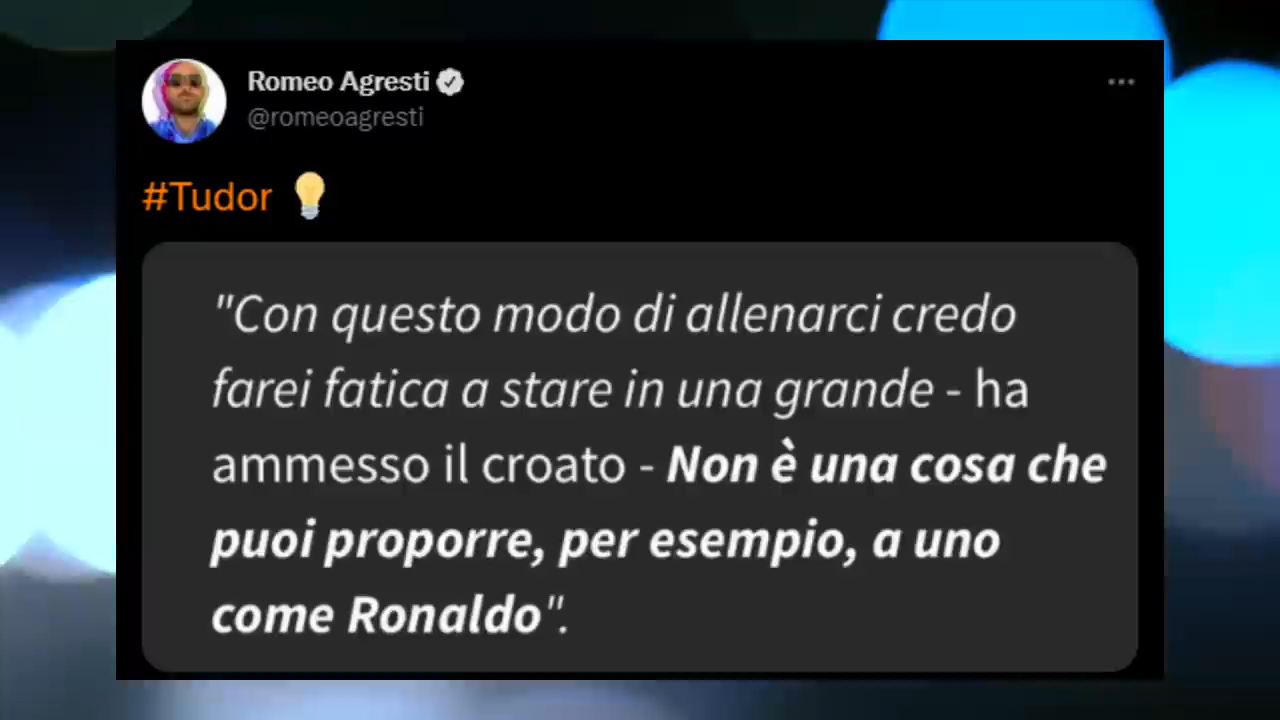 Romeo Agresti
@romeoagresti
#Tudor 💡
"Con questo modo di allenarci credo
farei fatica a stare in una grande - ha
ammesso il croato - Non è una cosa che
puoi proporre, per esempio, a uno
come Ronaldo".